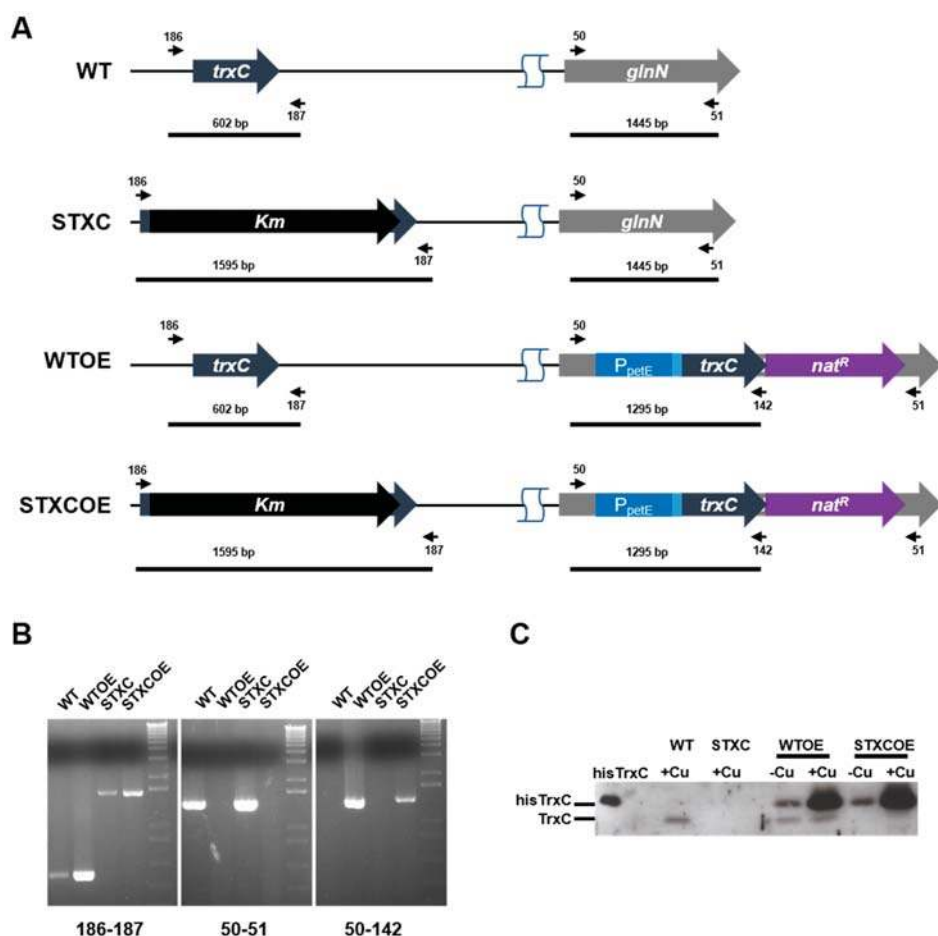 A
186
50
WT
trxC
glnN
187
51
602 bp
1445 bp
186
50
STXC
Km
glnN
187
51
1595 bp
1445 bp
186
50
WTOE
trxC
PpetE
trxC
natR
187
142
51
602 bp
1295 bp
186
50
STXCOE
Km
PpetE
trxC
natR
187
142
51
1595 bp
1295 bp
B
WT WTOE STXC STXCOE
WT WTOE STXC STXCOE
WT WTOE STXC STXCOE
186-187
50-51
50-142
C
WT STXC WTOE STXCOE
hisTrxC +Cu +Cu -Cu +Cu -Cu +Cu
hisTrxC
TrxC